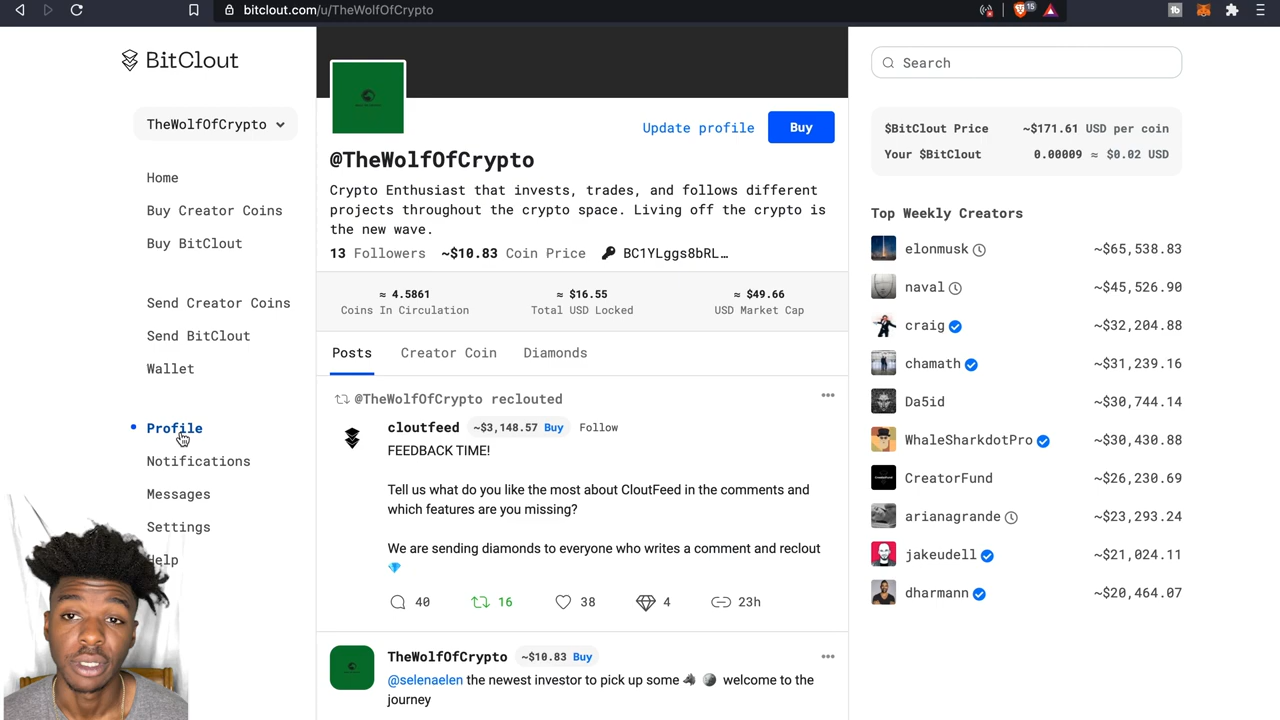 bitclout.com/u/TheWolfOfCrypto
15
tb
BitClout
TheWolfOfCrypto
Home
Buy Creator Coins
Buy BitClout
Send Creator Coins
Send BitClout
Wallet
Profile
Notifications
Messages
Settings
Help
Update profile
Buy
@TheWolfOfCrypto
Crypto Enthusiast that invests, trades, and follows different
projects throughout the crypto space. Living off the crypto is
the new wave.
13 Followers ~$10.83 Coin Price BC1YLggs8bRL…
≈ 4.5861
Coins In Circulation
≈ $16.55
Total USD Locked
≈ $49.66
USD Market Cap
Posts Creator Coin Diamonds
@TheWolfOfCrypto reclouted
cloutfeed ~$3,148.57 Buy Follow
FEEDBACK TIME!
Tell us what do you like the most about CloutFeed in the comments and
which features are you missing?
We are sending diamonds to everyone who writes a comment and reclout
💎
40 16 38 4 23h
TheWolfOfCrypto ~$10.83 Buy
@selenaelen the newest investor to pick up some 🐺 🌕 welcome to the
journey
Search
$BitClout Price ~$171.61 USD per coin
Your $BitClout 0.00009 ≈ $0.02 USD
Top Weekly Creators
elonmusk ~$65,538.83
naval ~$45,526.90
craig ~$32,204.88
chamath ~$31,239.16
Da5id ~$30,744.14
WhaleSharkdotPro ~$30,430.88
CreatorFund ~$26,230.69
arianagrande ~$23,293.24
jakeudell ~$21,024.11
dharmann ~$20,464.07